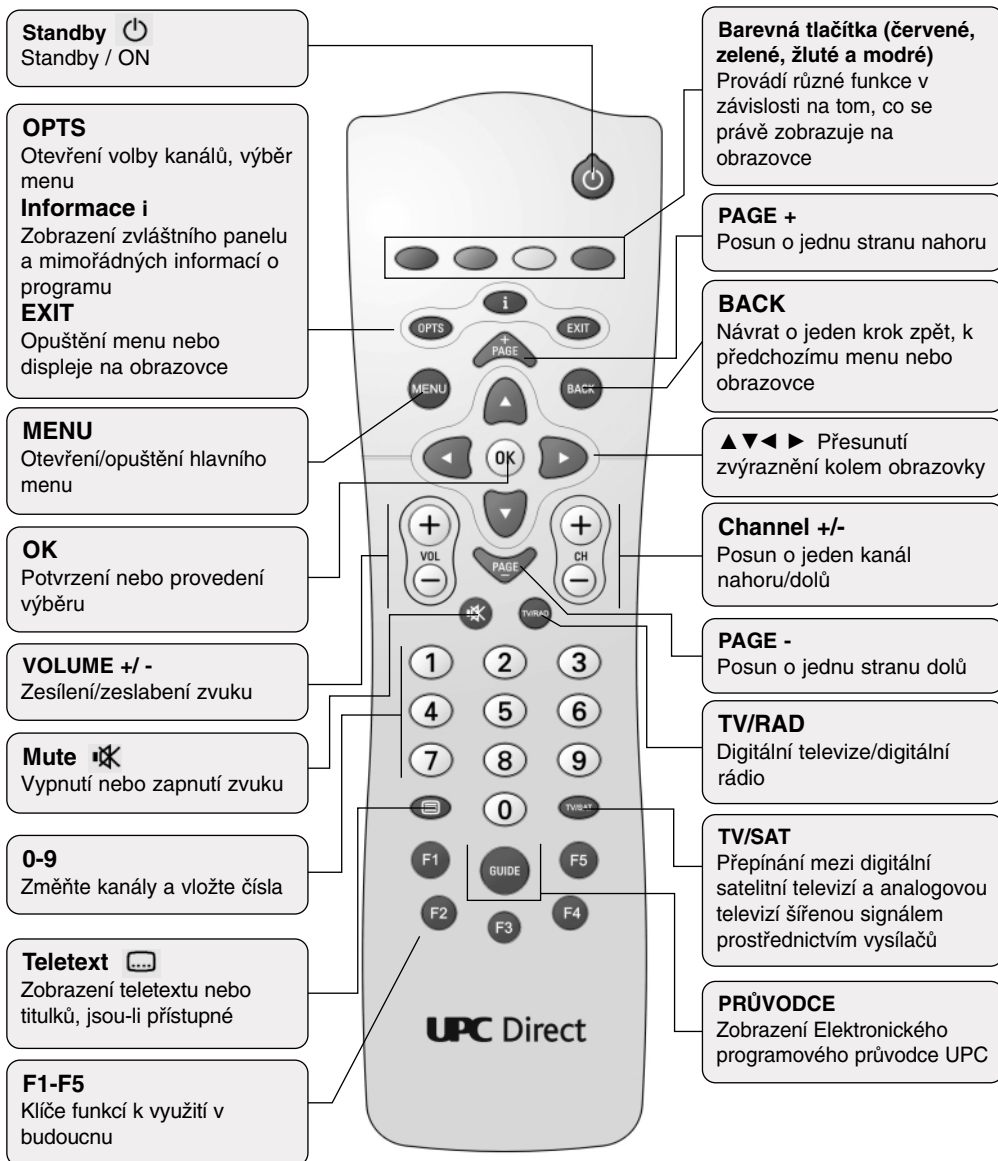 Standby
Standby / ON
OPTS
Otevření volby kanálů, výběr
menu
Informace i
Zobrazení zvláštního panelu
a mimořádných informací o
programu
EXIT
Opuštění menu nebo
displeje na obrazovce
MENU
Otevření/opuštění hlavního
menu
OK
Potvrzení nebo provedení
výběru
VOLUME +/ -
Zesílení/zeslabení zvuku
Mute
Vypnutí nebo zapnutí zvuku
0-9
Změňte kanály a vložte čísla
Teletext
Zobrazení teletextu nebo
titulků, jsou-li přístupné
F1-F5
Klíče funkcí k využití v
budoucnu
i
OPTS EXIT
+
PAGE
MENU BACK
OK
+ +
VOL CH
PAGE
- -
-
TV/RAD
1 2 3
4 5 6
7 8 9
0 TV/SAT
F1 GUIDE F5
F2 F3 F4
UPC Direct
Barevná tlačítka (červené,
zelené, žluté a modré)
Provádí různé funkce v
závislosti na tom, co se
právě zobrazuje na
obrazovce
PAGE +
Posun o jednu stranu nahoru
BACK
Návrat o jeden krok zpět, k
předchozímu menu nebo
obrazovce
▲▼◄ ► Přesunutí
zvýraznění kolem obrazovky
Channel +/-
Posun o jeden kanál
nahoru/dolů
PAGE -
Posun o jednu stranu dolů
TV/RAD
Digitální televize/digitální
rádio
TV/SAT
Přepínání mezi digitální
satelitní televizí a analogovou
televizí šířenou signálem
prostřednictvím vysílačů
PRŮVODCE
Zobrazení Elektronického
programového průvodce UPC